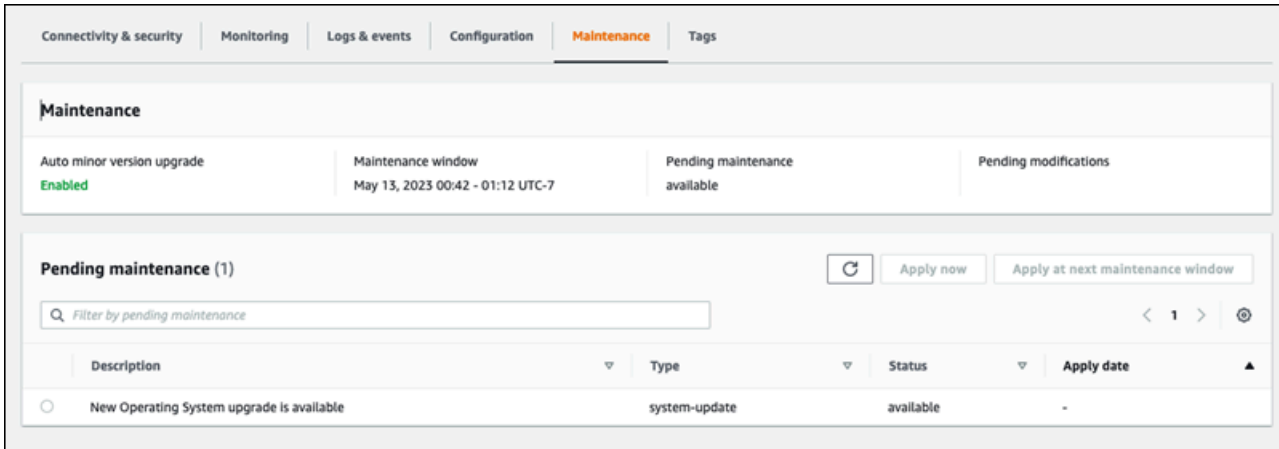 Connectivity & security Monitoring Logs & events Configuration Maintenance Tags
Maintenance
Auto minor version upgrade Maintenance window Pending maintenance Pending modifications
Enabled May 13, 2023 00:42 - 01:12 UTC-7 available
Pending maintenance (1) Apply now Apply at next maintenance window
Filter by pending maintenance 1
Description Type Status Apply date
New Operating System upgrade is available system-update available -